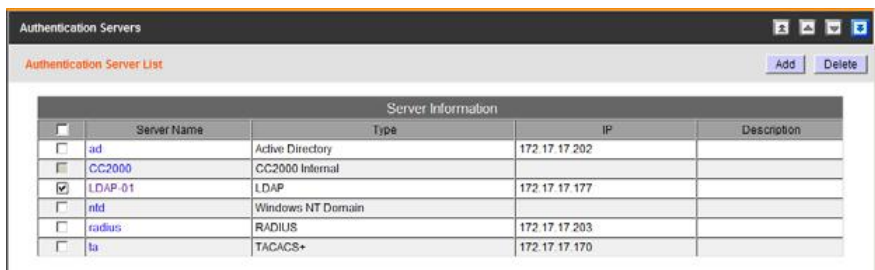 Authentication Servers
Authentication Server List
Add Delete
Server Information
Server Name Type IP Description
ad Active Directory 172.17.17.202
CC2000 CC2000 Internal
LDAP-01 LDAP 172.17.17.177
ntd Windows NT Domain
radius RADIUS 172.17.17.203
ta TACACS+ 172.17.17.170